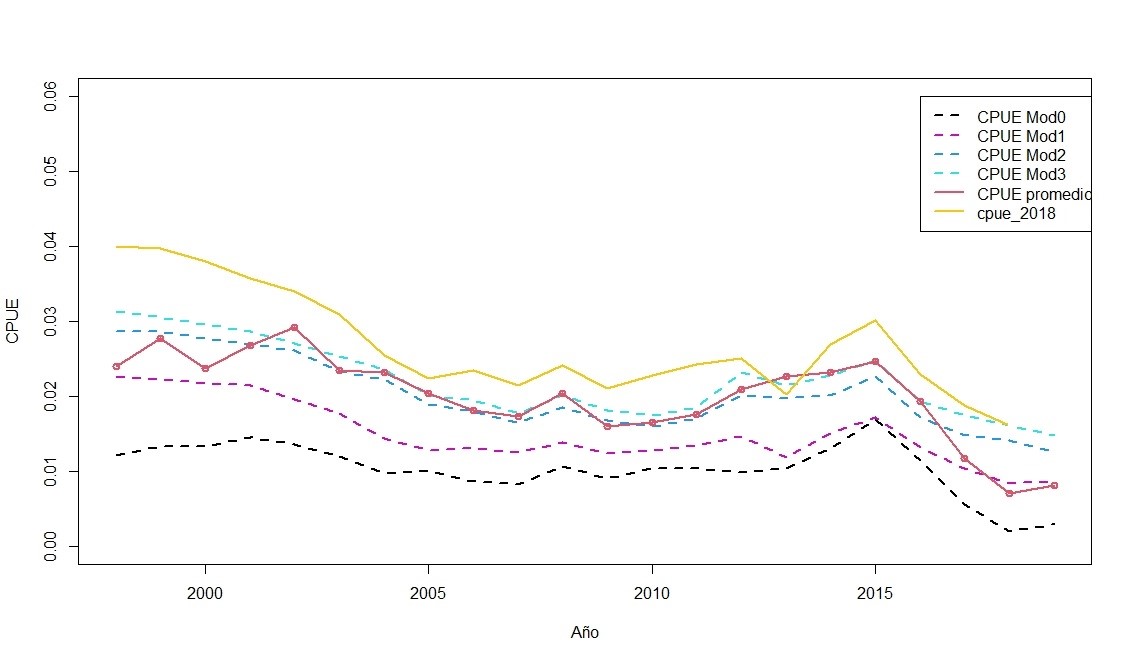 0.06
0.05
0.04
0.03
0.02
0.01
0.00
CPUE
2000
2005
2010
2015
Año
CPUE Mod0
CPUE Mod1
CPUE Mod2
CPUE Mod3
CPUE promedio
cpue_2018